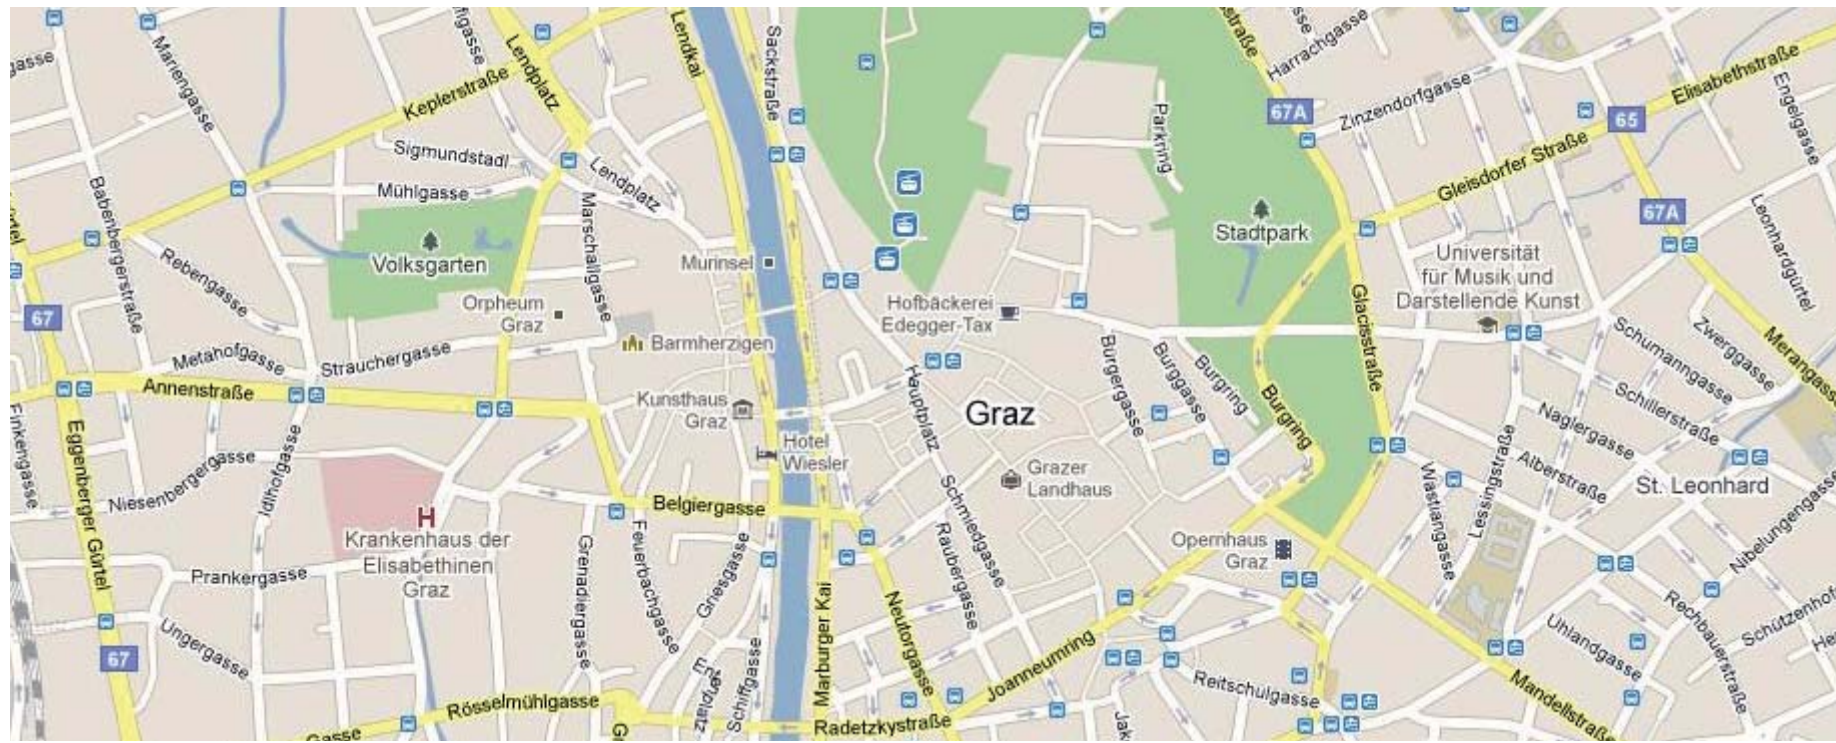 Mariengasse
Keplerstraße
Lendplatz
Lendkai
Sackstraße
Harrachgasse
67A
Zinzendorfgasse
65
Elisabethstraße
Engelgasse
Parkring
Sigmundstadl
Mühlgasse
Lendplatz
Marschallgasse
Gleisdorfer Straße
67A
Leonhardgürtel
Babenbergerstraße
Rebengasse
Volksgarten
Murinsel
Stadtpark
Universität
für Musik und
Darstellende Kunst
67
Orpheum
Graz
Hofbäckerei
Edegger-Tax
Glacisstraße
Metahofgasse
Strauchergasse
Barmherzigen
Bürgergasse
Burggasse
Burgring
Burgring
Schumanngasse
Zwerggasse
Merangasse
Annenstraße
Kunsthaus
Graz
Hauptplatz
Graz
Schillerstraße
Naglergasse
Finkengasse
Eggenberger Gürtel
Niesenbergergasse
Idlhofgasse
Hotel
Wiesler
Grazer
Landhaus
Alberstraße
St. Leonhard
Wastiangasse
Lessingstraße
H
Krankenhaus der
Elisabethinen
Graz
Belgiergasse
Schmiedgasse
Raubergasse
Opernhaus
Graz
Nibelungengasse
Prankergasse
Grenadiergasse
Feuerbachgasse
Griesgasse
Marburger Kai
Neutorgasse
Rechbauerstraße
Schützenhof
Ungergasse
67
Schiffgasse
Joanneumring
Uhlandgasse
Reitschulgasse
Mandellstraße
Rösselmühlgasse
Radetzkystraße
Gasse
Jak
He